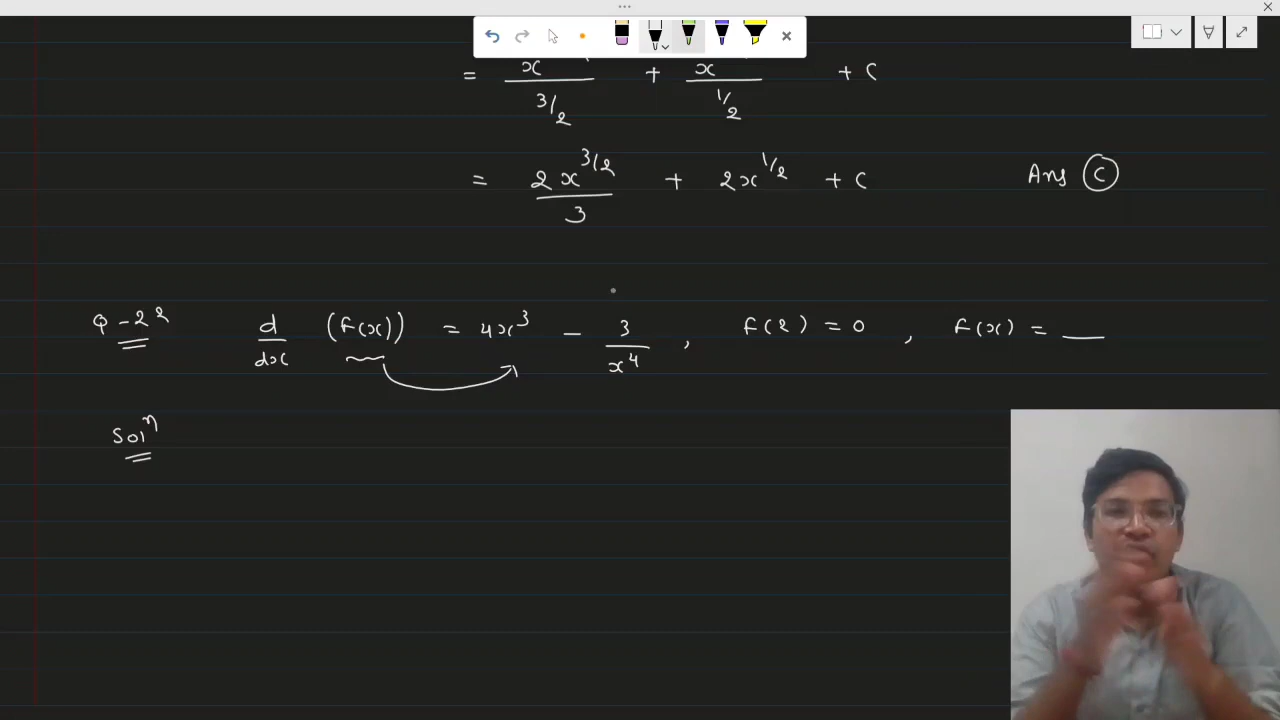 = x / 3/2 + x / 1/2 + C
= 2x^3/2 / 3 + 2x^1/2 + C Ans (C)
Q-22 d/dx (f(x)) = 4x^3 - 3/x^4 , f(2) = 0 , f(x) = __
Sol^n